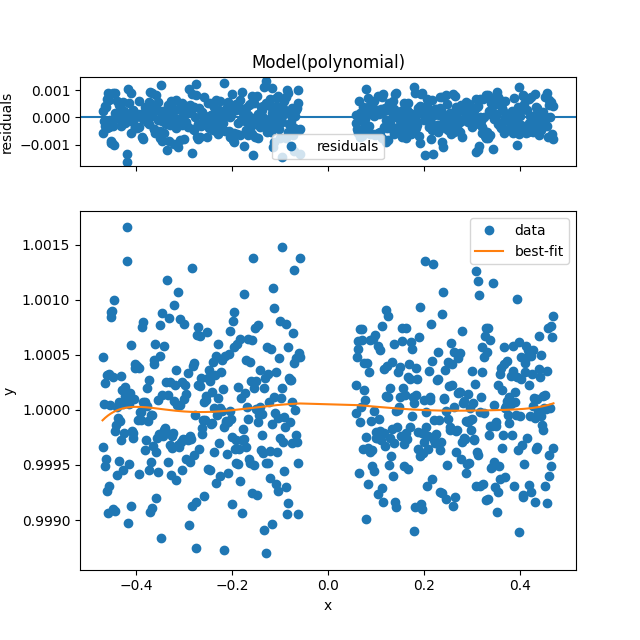 Model(polynomial)
residuals
0.001
0.000
−0.001
residuals
y
1.0015
1.0010
1.0005
1.0000
0.9995
0.9990
data
best-fit
−0.4 −0.2 0.0 0.2 0.4
x